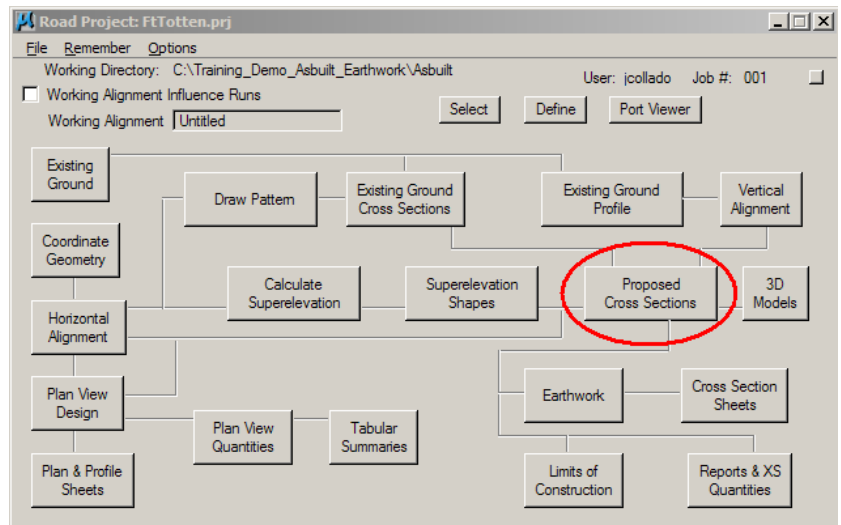 Road Project: FtTotten.prj
File Remember Options
Working Directory: C:\Training_Demo_Asbuilt_Earthwork\Asbuilt
User: jcollado Job #: 001
Working Alignment Influence Runs
Working Alignment Untitled
Select
Define
Port Viewer
Existing
Ground
Draw Pattern
Existing Ground
Cross Sections
Existing Ground
Profile
Vertical
Alignment
Coordinate
Geometry
Calculate
Superelevation
Superelevation
Shapes
Proposed
Cross Sections
3D
Models
Horizontal
Alignment
Plan View
Design
Earthwork
Cross Section
Sheets
Plan View
Quantities
Tabular
Summaries
Plan & Profile
Sheets
Limits of
Construction
Reports & XS
Quantities